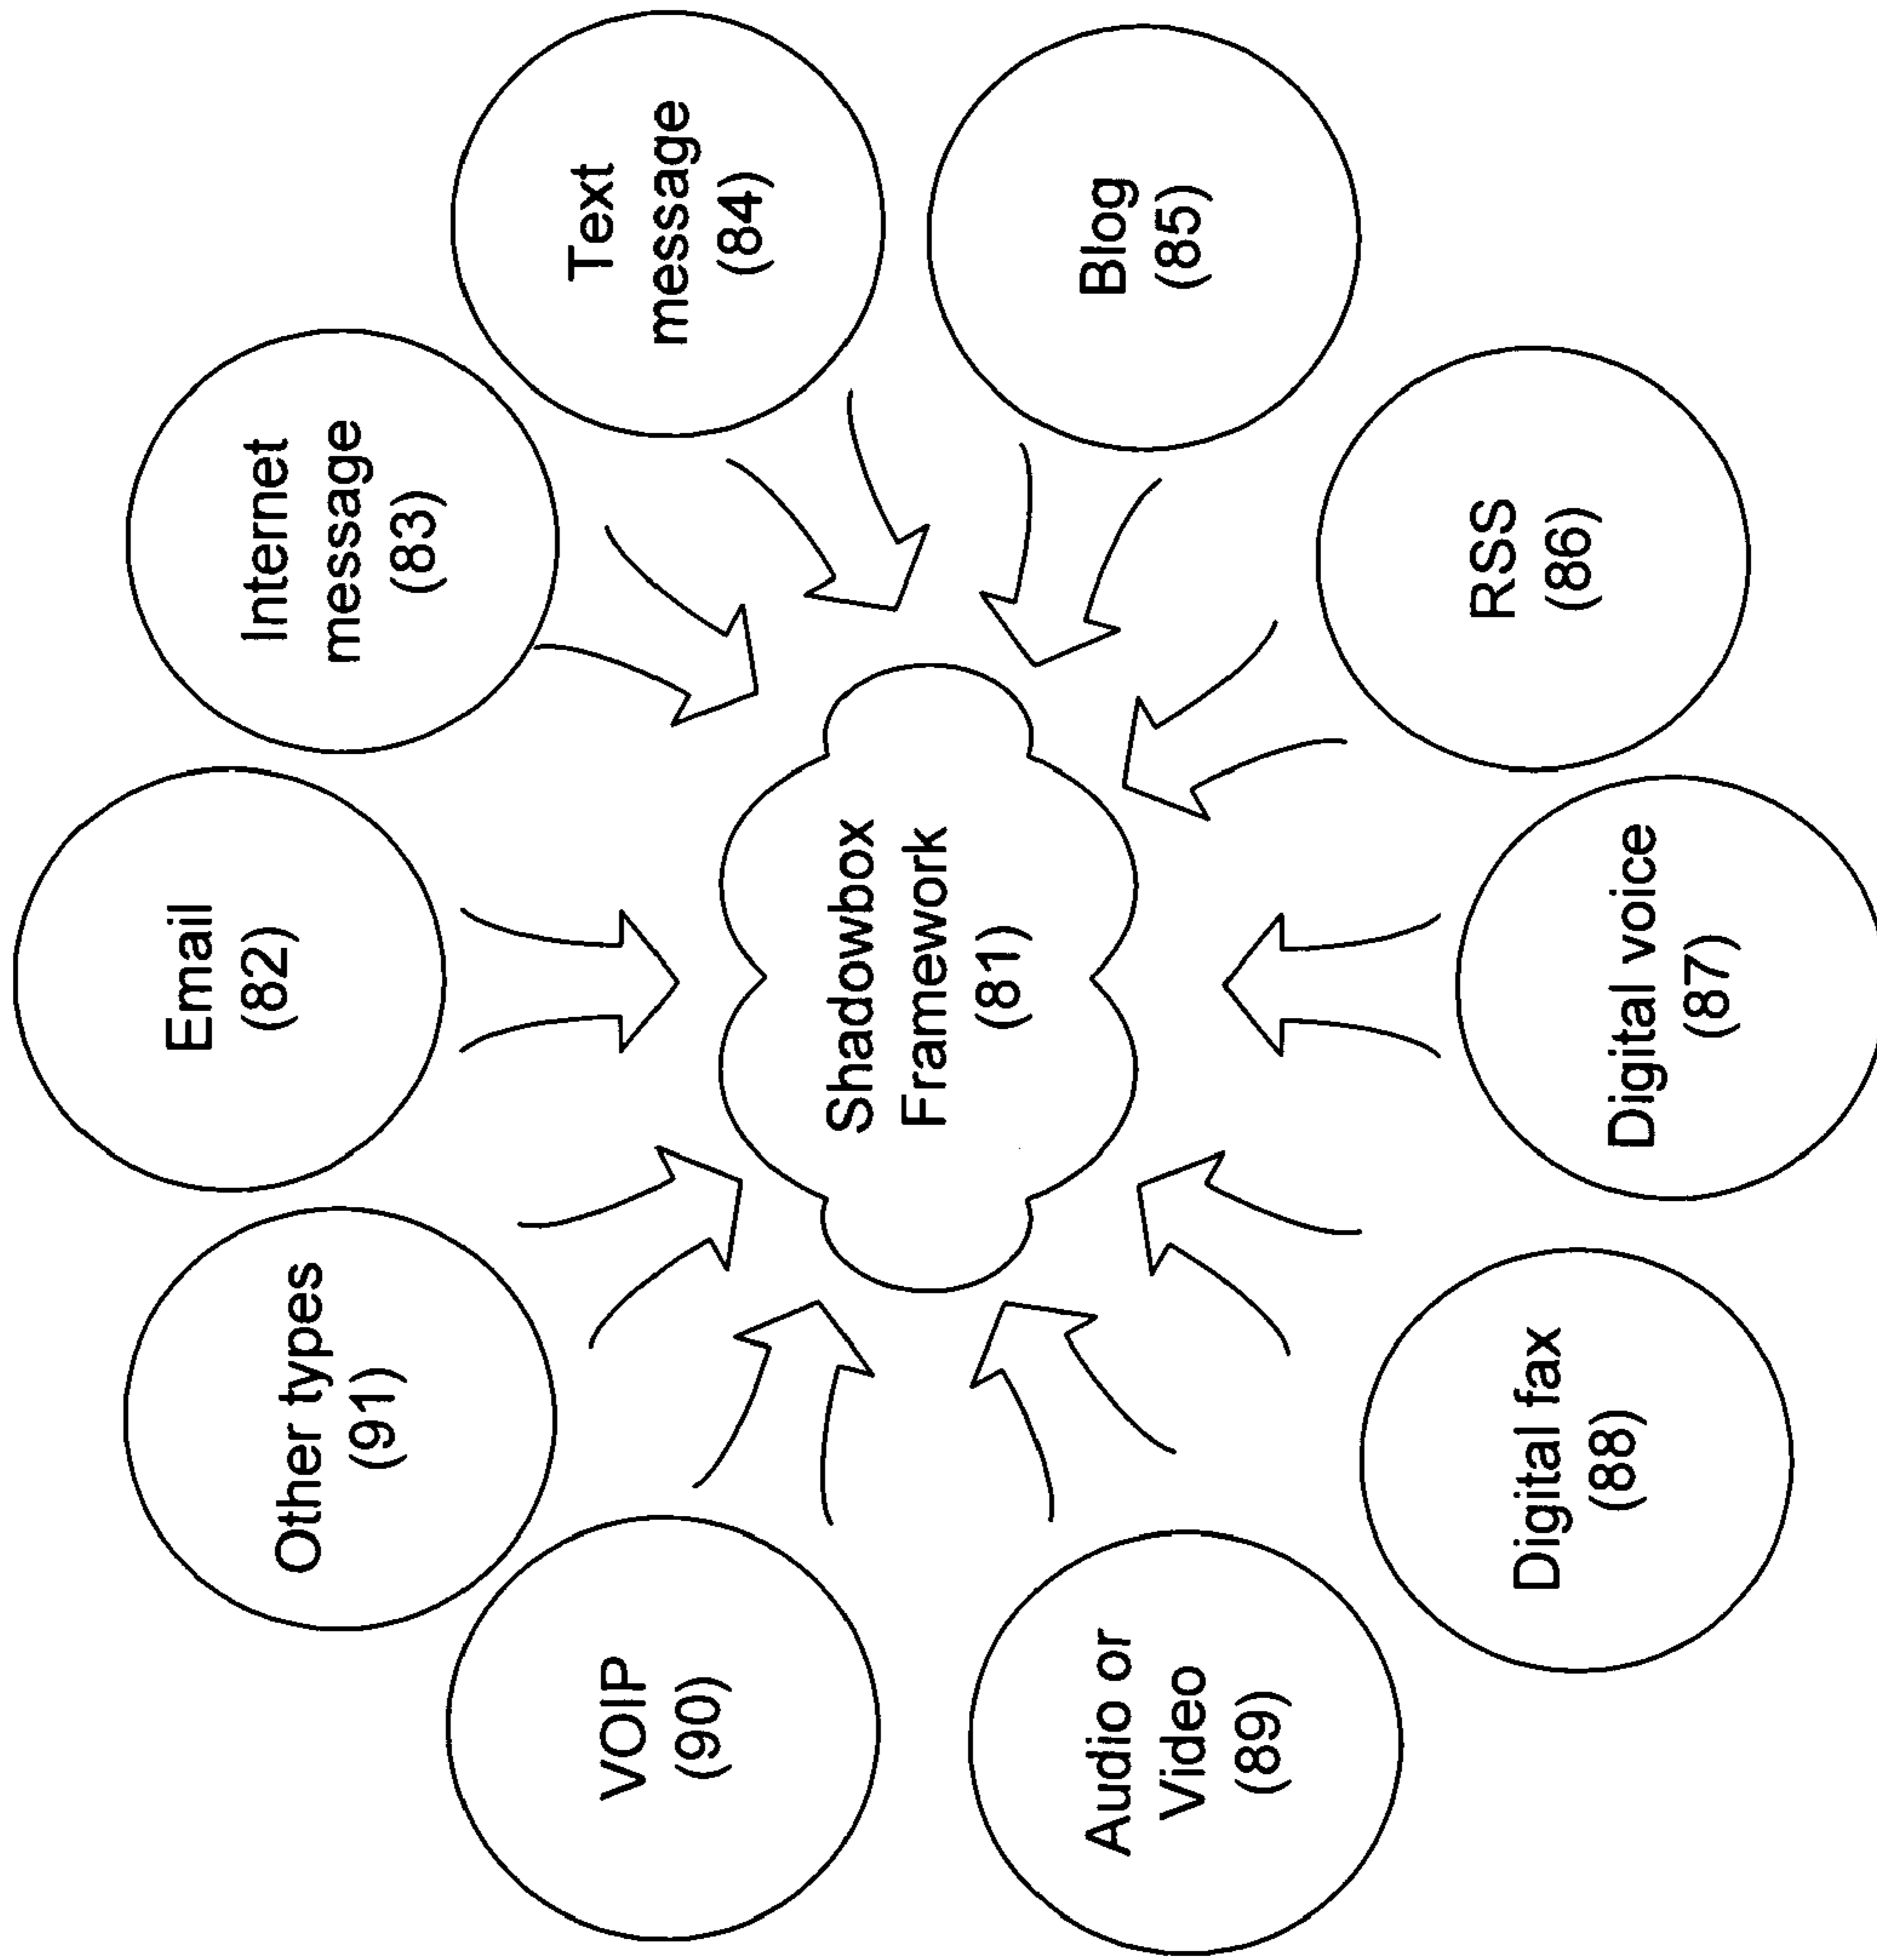 Shadowbox
Framework
(81)
Email
(82)
Internet
message
(83)
Text
message
(84)
Blog
(85)
RSS
(86)
Digital voice
(87)
Digital fax
(88)
Audio or
Video
(89)
VOIP
(90)
Other types
(91)